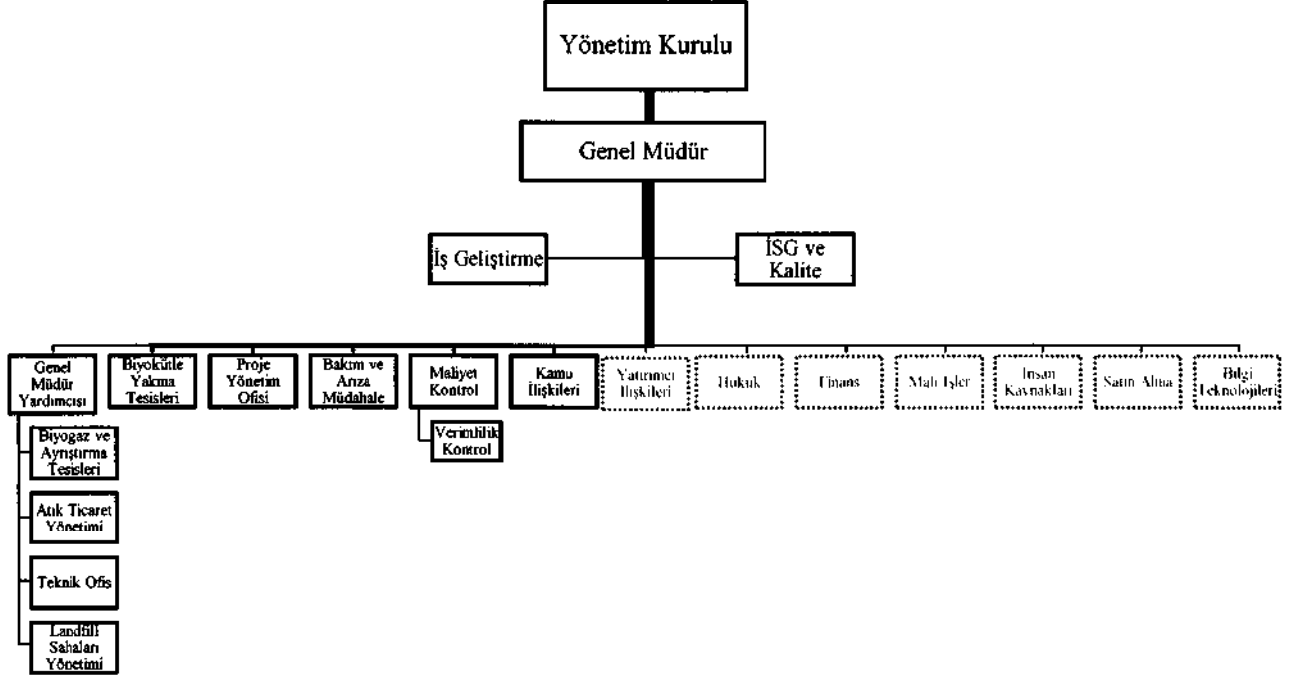 Yönetim Kurulu
Genel Müdür
İş Geliştirme
İSG ve
Kalite
Genel
Müdür
Yardımcısı
Biyokütle
Yakma
Tesisleri
Proje
Yönetim
Ofisi
Bakım ve
Arıza
Müdahale
Maliyet
Kontrol
Kamu
İlişkileri
Yatırımcı
İlişkileri
Hukuk
Finans
Mali İşler
İnsan
Kaynakları
Satın Alma
Bilgi
Teknolojileri
Biyogaz ve
Ayrıştırma
Tesisleri
Verimlilik
Kontrol
Atık Ticaret
Yönetimi
Teknik Ofis
Landfill
Sahaları
Yönetimi